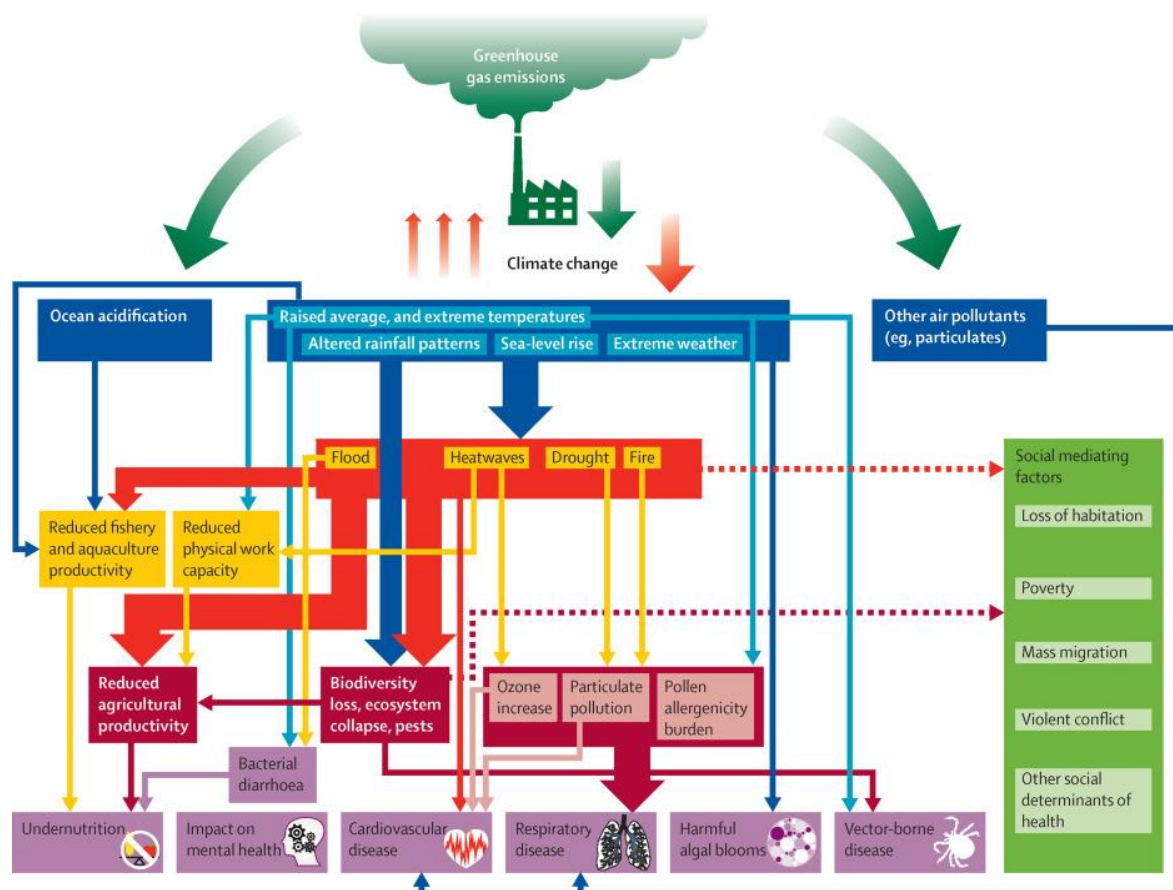 Greenhouse
gas emissions
Climate change
Ocean acidification
Raised average, and extreme temperatures
Altered rainfall patterns
Sea-level rise
Extreme weather
Other air pollutants
(eg, particulates)
Flood
Heatwaves
Drought
Fire
Social mediating
factors
Loss of habitation
Poverty
Mass migration
Violent conflict
Other social
determinants of
health
Reduced fishery
and aquaculture
productivity
Reduced
physical work
capacity
Reduced
agricultural
productivity
Biodiversity
loss, ecosystem
collapse, pests
Ozone
increase
Particulate
pollution
Pollen
allergenicity
burden
Bacterial
diarrhoea
Undernutrition
Impact on
mental health
Cardiovascular
disease
Respiratory
disease
Harmful
algal blooms
Vector-borne
disease